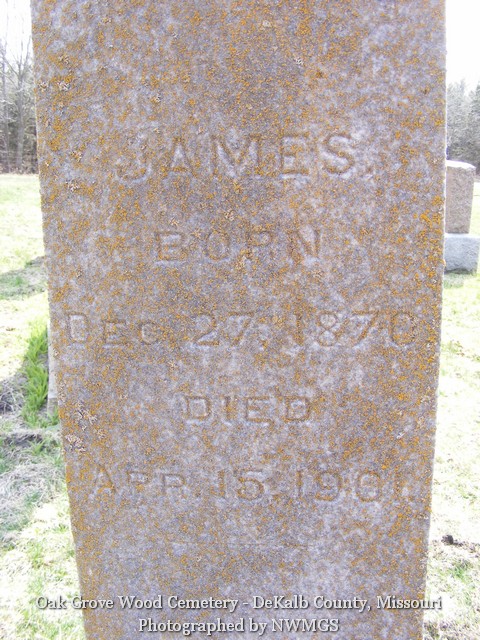 JAMES.
BORN
DEC. 27, 1870
DIED
APR. 15, 1901.
Oak Grove Wood Cemetery - DeKalb County, Missouri
Photographed by NWMGS